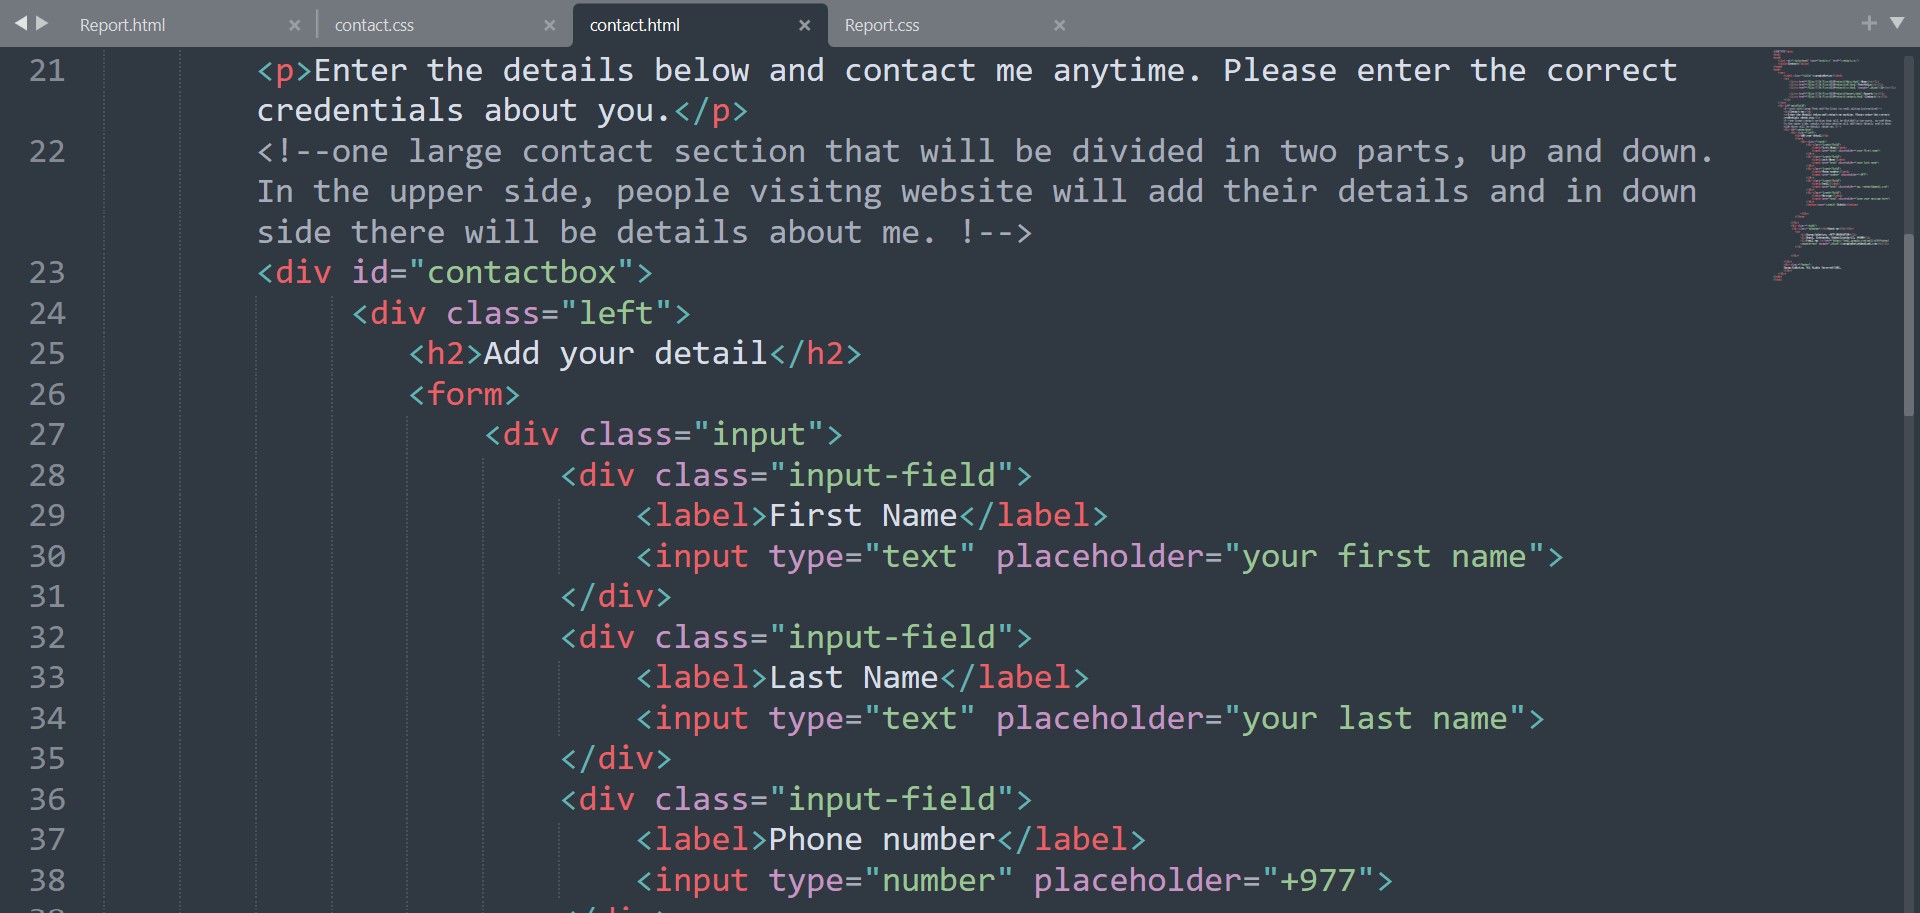 Report.html × contact.css × contact.html × Report.css × +
21 <p>Enter the details below and contact me anytime. Please enter the correct
credentials about you.</p>
22 <!--one large contact section that will be divided in two parts, up and down.
In the upper side, people visitng website will add their details and in down
side there will be details about me. !-->
23 <div id="contactbox">
24 <div class="left">
25 <h2>Add your detail</h2>
26 <form>
27 <div class="input">
28 <div class="input-field">
29 <label>First Name</label>
30 <input type="text" placeholder="your first name">
31 </div>
32 <div class="input-field">
33 <label>Last Name</label>
34 <input type="text" placeholder="your last name">
35 </div>
36 <div class="input-field">
37 <label>Phone number</label>
38 <input type="number" placeholder="+977">